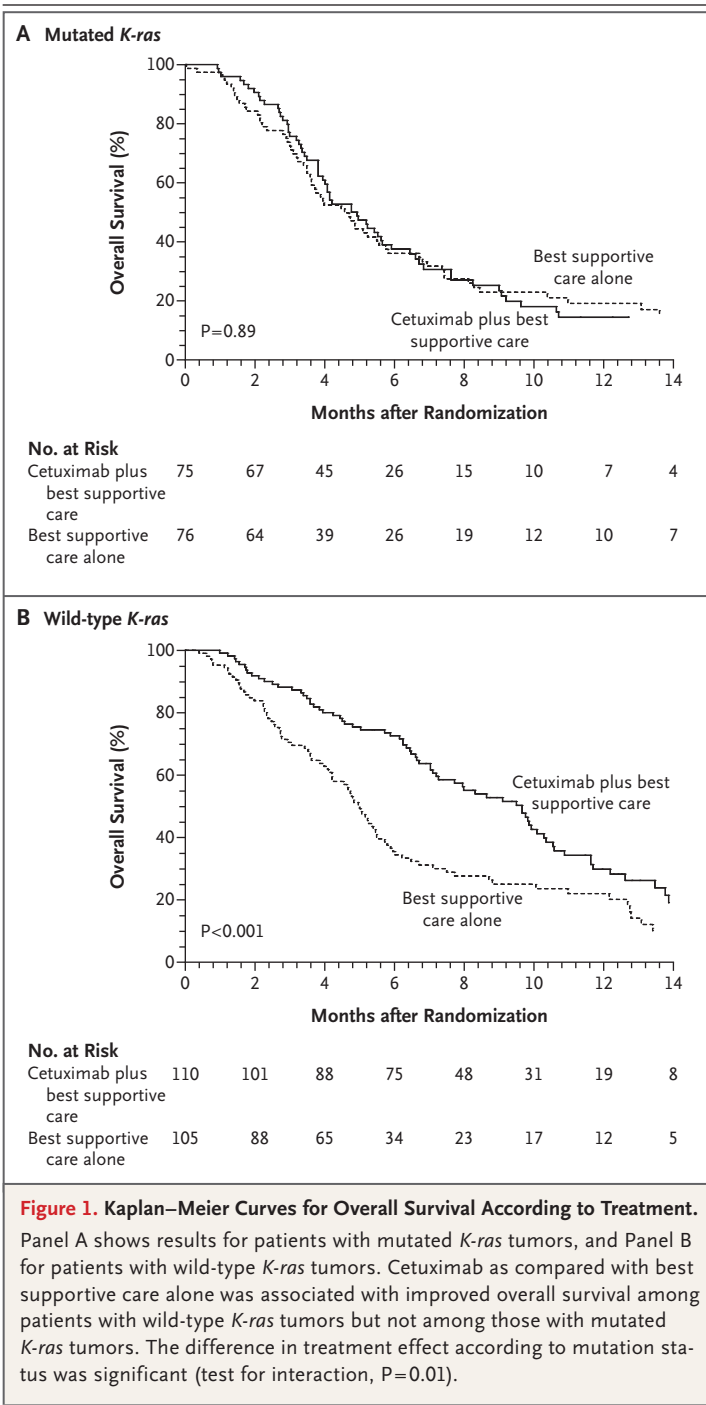 A Mutated K-ras
100
80
60
40
20
0
Overall Survival (%)
P=0.89
Best supportive
care alone
Cetuximab plus best
supportive care
0 2 4 6 8 10 12 14
Months after Randomization
No. at Risk
Cetuximab plus 75 67 45 26 15 10 7 4
best supportive
care
Best supportive 76 64 39 26 19 12 10 7
care alone
B Wild-type K-ras
100
80
60
40
20
0
Overall Survival (%)
P<0.001
Cetuximab plus best
supportive care
Best supportive
care alone
0 2 4 6 8 10 12 14
Months after Randomization
No. at Risk
Cetuximab plus 110 101 88 75 48 31 19 8
best supportive
care
Best supportive 105 88 65 34 23 17 12 5
care alone
Figure 1. Kaplan–Meier Curves for Overall Survival According to Treatment.
Panel A shows results for patients with mutated K-ras tumors, and Panel B
for patients with wild-type K-ras tumors. Cetuximab as compared with best
supportive care alone was associated with improved overall survival among
patients with wild-type K-ras tumors but not among those with mutated
K-ras tumors. The difference in treatment effect according to mutation sta-
tus was significant (test for interaction, P=0.01).